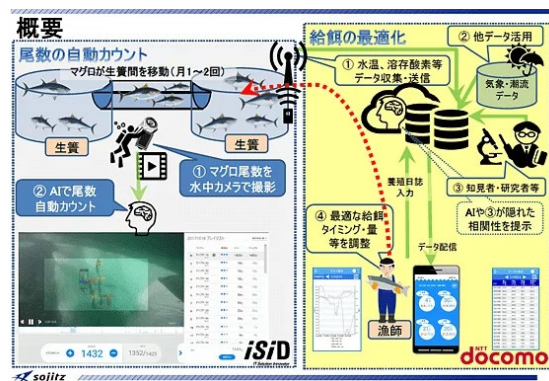 概要
尾数の自動カウント
マグロが生簀間を移動(月1～2回)
生簀
生簀
① マグロ尾数を
水中カメラで撮影
② AIで尾数
自動カウント
1432
1352/1423
iSiD
給餌の最適化
① 水温、溶存酸素等
データ収集・送信
② 他データ活用
気象・潮流
データ
③ 知見者・研究者等
AIや③が隠れた
相関性を提示
養殖日誌
入力
④ 最適な給餌
タイミング・量
等を調整
データ配信
漁師
NTT
docomo
sojitz